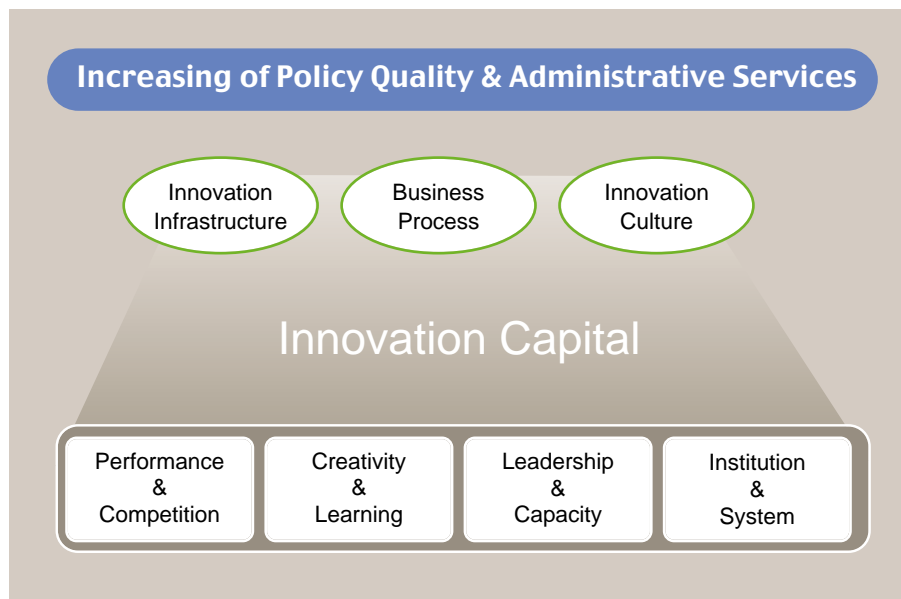 Increasing of Policy Quality & Administrative Services
Innovation
Infrastructure
Business
Process
Innovation
Culture
Innovation Capital
Performance
&
Competition
Creativity
&
Learning
Leadership
&
Capacity
Institution
&
System